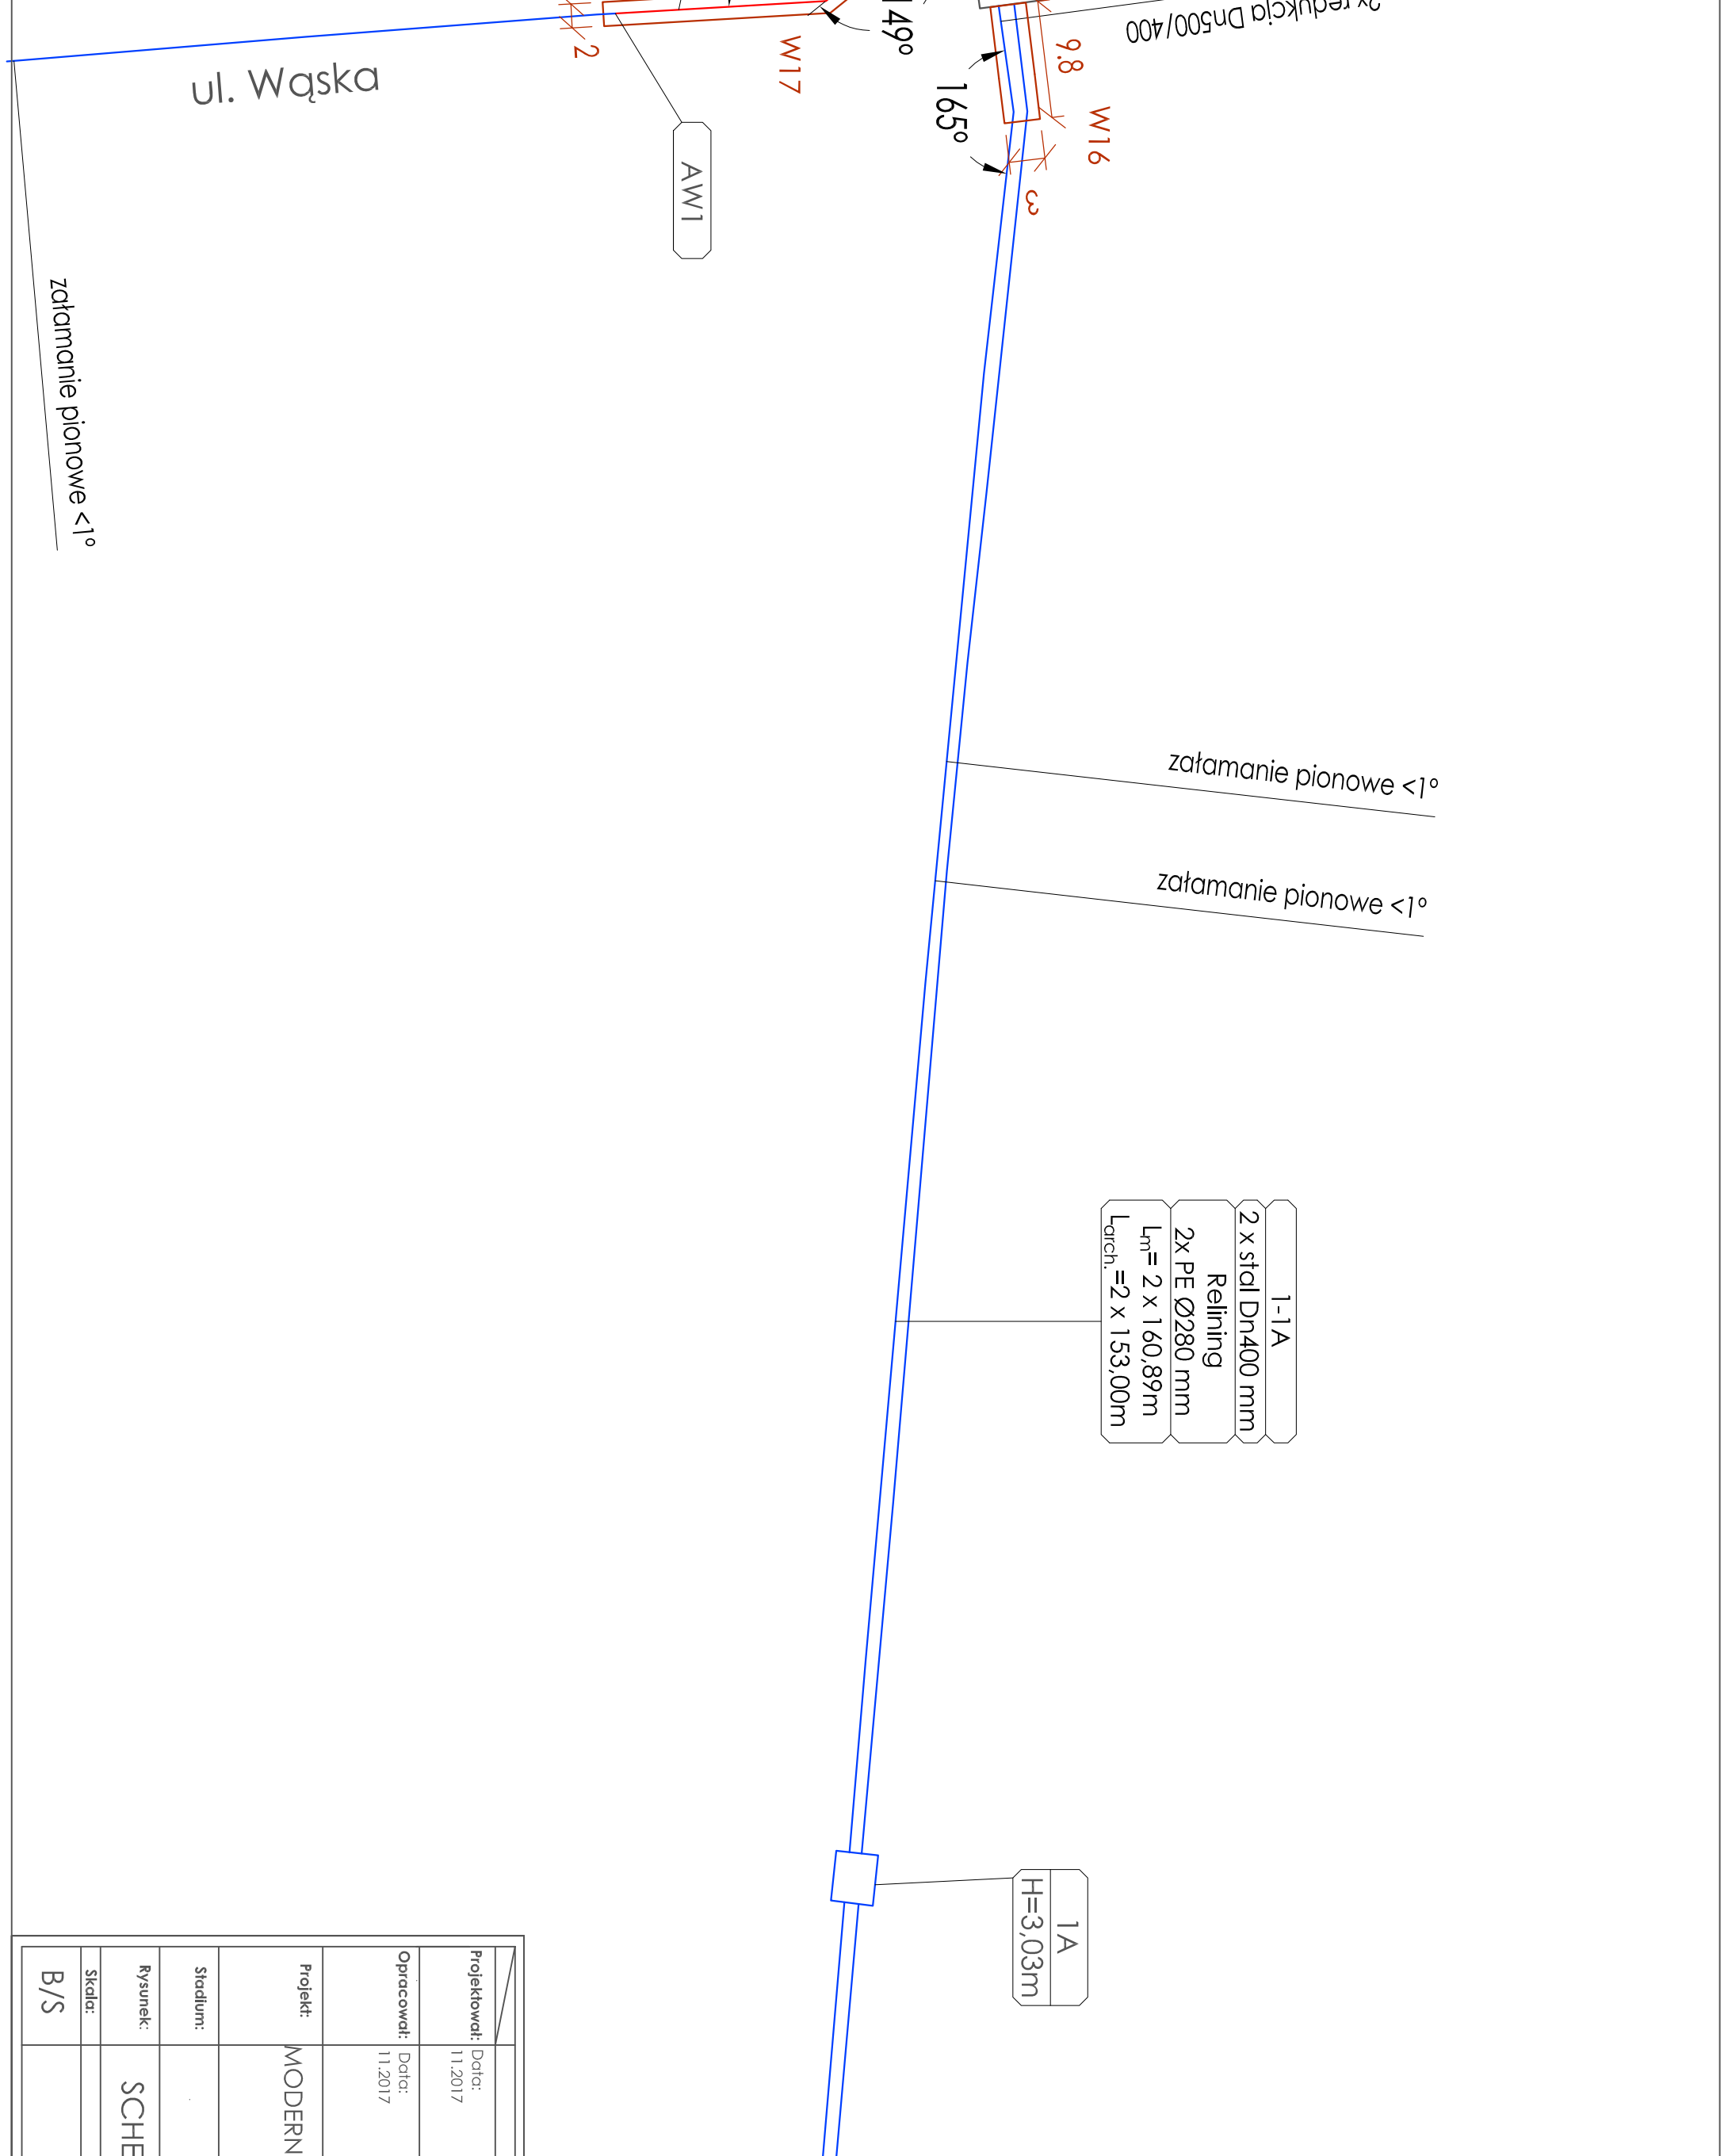 2x redukcja Dn500/400
149°
165°
9.8
W16
3
W17
2
ul. Wąska
AW1
załamanie pionowe <1°
załamanie pionowe <1°
załamanie pionowe <1°
1-1A
2 x stal Dn400 mm
Relining
2x PE Ø280 mm
Lm= 2 x 160,89m
Larch.=2 x 153,00m
1A
H=3,03m
Projektował: Data:
11.2017
Opracował: Data:
11.2017
Projekt: MODERN
Stadium:
Rysunek: SCHE
Skala:
B/S